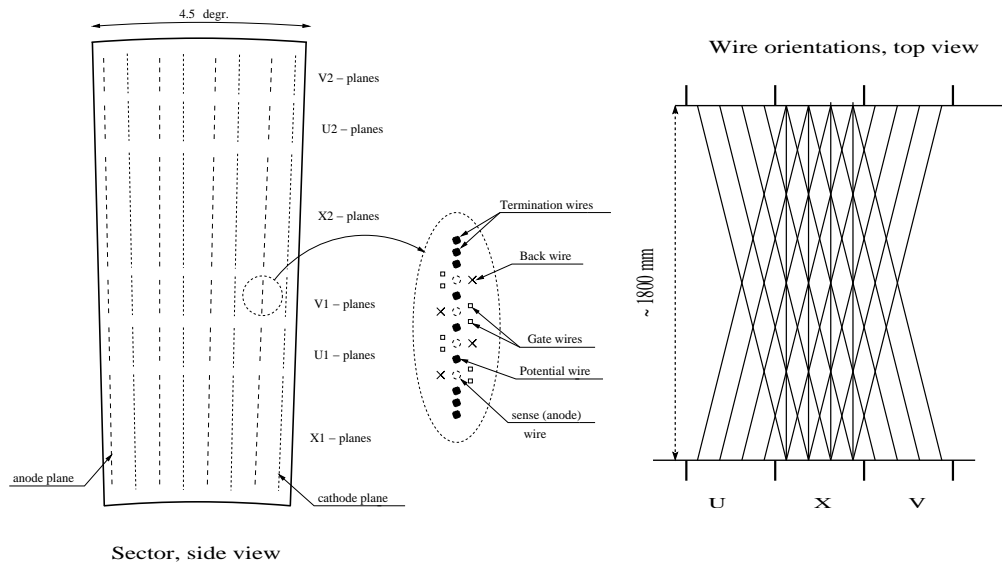 4.5 degr.
V2 – planes
U2 – planes
X2 – planes
V1 – planes
U1 – planes
X1 – planes
anode plane
cathode plane
Sector, side view
Termination wires
Back wire
Gate wires
Potential wire
sense (anode)
wire
Wire orientations, top view
~ 1800 mm
U X V